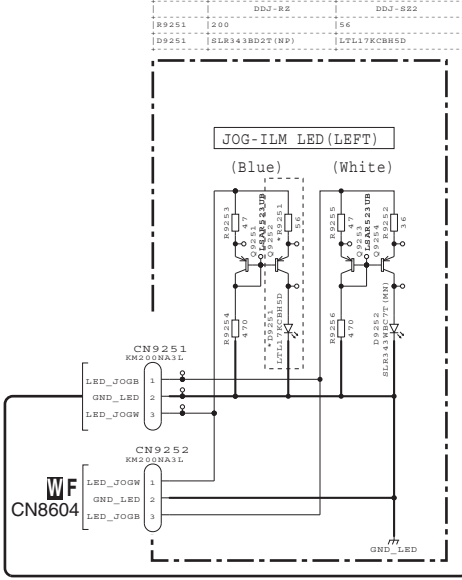 DDJ-RZ DDJ-SZ2
R9251 200 56
D9251 SLR343BD2T(NP) LTL17KCBH5D
JOG-ILM LED(LEFT)
(Blue) (White)
R9253
47
Q9251
LSAR523UB
Q9252
*R9251
56
R9255
47
Q9253
LSAR523UB
Q9254
R9252
36
R9254
470
*D9251
LTL17KCBH5D
R9256
470
D9252
SLR343WBC7T(MN)
CN9251
KM200NA3L
LED_JOGB 1
GND_LED 2
LED_JOGW 3
CN9252
KM200NA3L
W F
CN8604
LED_JOGW 1
GND_LED 2
LED_JOGB 3
GND_LED